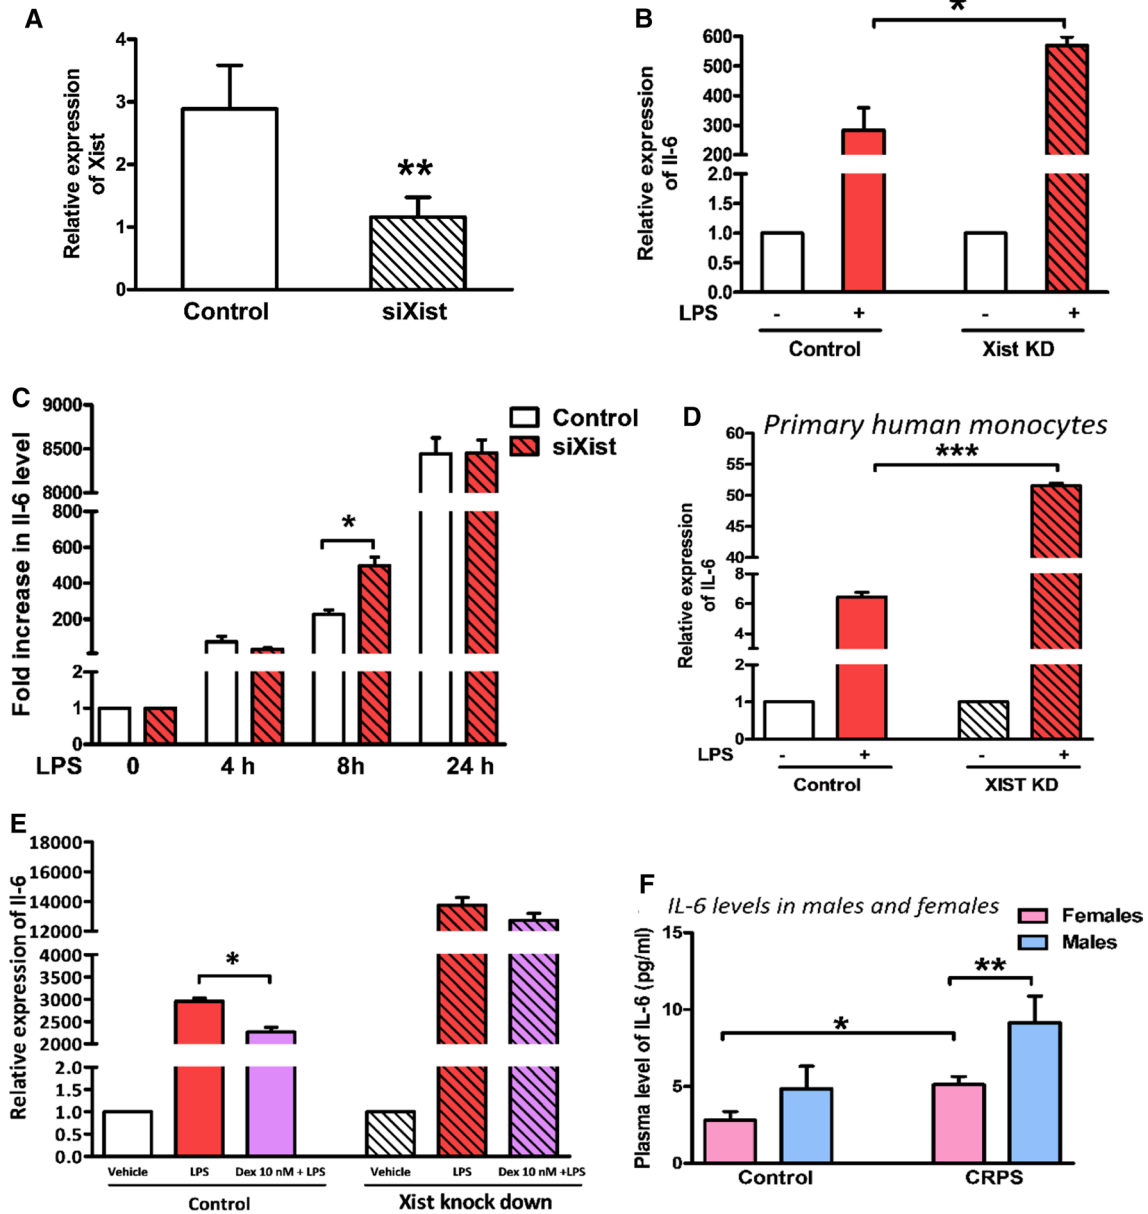 A
Relative expression
of Xist
4
3
2
1
0
**
Control
siXist
B
Relative expression
of Il-6
600
500
400
300
200
2.0
1.5
1.0
0.5
0.0
*
LPS
-
+
-
+
Control
Xist KD
C
Fold increase in Il-6 level
9000
8500
8000
800
600
400
200
2
1
0
*
Control
siXist
LPS
0
4 h
8h
24 h
D
Primary human monocytes
Relative expression
of IL-6
60
55
50
45
40
8
6
4
2
1
0
***
LPS
-
+
-
+
Control
XIST KD
E
Relative expression of Il-6
18000
16000
14000
12000
4000
3500
3000
2500
2000
2.0
1.5
1.0
0.5
0.0
*
Vehicle
LPS
Dex 10 nM + LPS
Vehicle
LPS
Dex 10 nM +LPS
Control
Xist knock down
F
IL-6 levels in males and females
Females
Males
Plasma level of IL-6 (pg/ml)
15
10
5
0
*
**
Control
CRPS